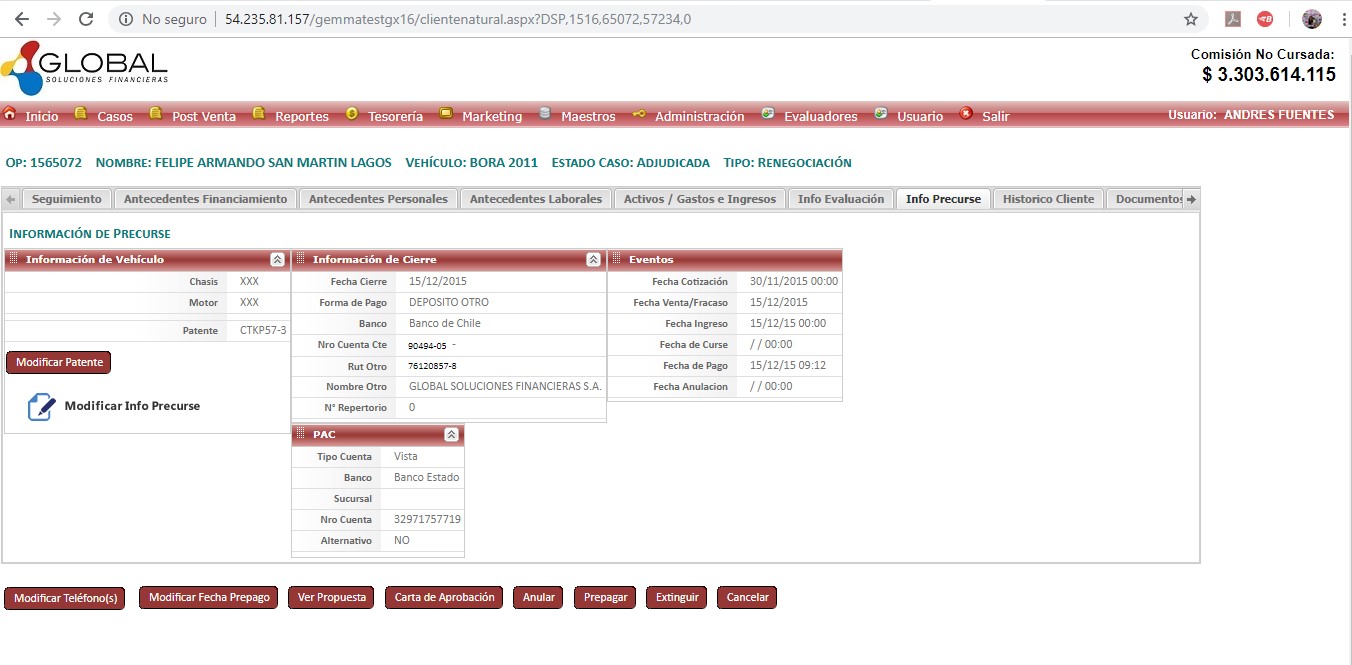 No seguro | 54.235.81.157/gemmatestgx16/clientenatural.aspx?DSP,1516,65072,57234,0
GLOBAL
SOLUCIONES FINANCIERAS
Comisión No Cursada:
$ 3.303.614.115
Inicio Casos Post Venta Reportes Tesorería Marketing Maestros Administración Evaluadores Usuario Salir Usuario: ANDRES FUENTES
OP: 1565072 NOMBRE: FELIPE ARMANDO SAN MARTIN LAGOS VEHÍCULO: BORA 2011 ESTADO CASO: ADJUDICADA TIPO: RENEGOCIACIÓN
Seguimiento Antecedentes Financiamiento Antecedentes Personales Antecedentes Laborales Activos / Gastos e Ingresos Info Evaluación Info Precurse Historico Cliente Documentos
INFORMACIÓN DE PRECURSE
Información de Vehículo
Chasis XXX
Motor XXX
Patente CTKP57-3
Modificar Patente
Modificar Info Precurse
Información de Cierre
Fecha Cierre 15/12/2015
Forma de Pago DEPOSITO OTRO
Banco Banco de Chile
Nro Cuenta Cte 90494-05 -
Rut Otro 76120857-8
Nombre Otro GLOBAL SOLUCIONES FINANCIERAS S.A.
N° Repertorio 0
Eventos
Fecha Cotización 30/11/2015 00:00
Fecha Venta/Fracaso 15/12/2015
Fecha Ingreso 15/12/15 00:00
Fecha de Curse / / 00:00
Fecha de Pago 15/12/15 09:12
Fecha Anulacion / / 00:00
PAC
Tipo Cuenta Vista
Banco Banco Estado
Sucursal
Nro Cuenta 32971757719
Alternativo NO
Modificar Teléfono(s) Modificar Fecha Prepago Ver Propuesta Carta de Aprobación Anular Prepagar Extinguir Cancelar